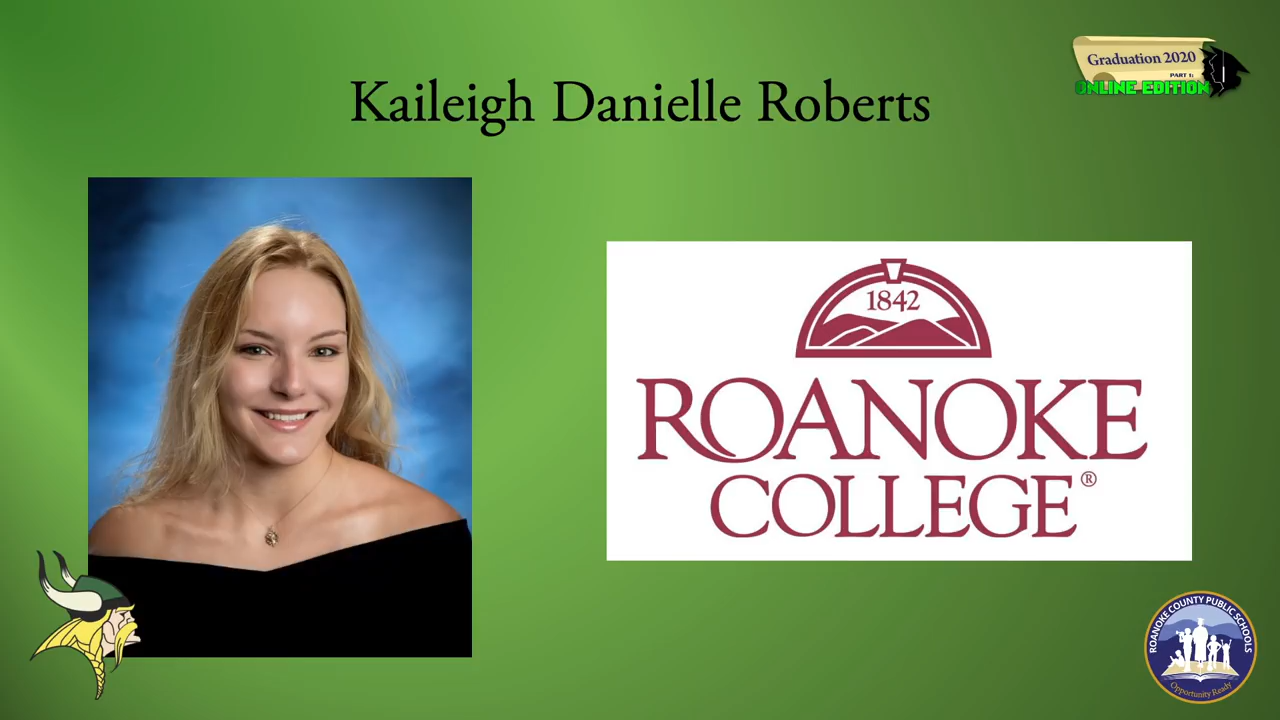 Graduation 2020
PART 1:
ONLINE EDITION
Kaileigh Danielle Roberts
1842
ROANOKE
COLLEGE®
ROANOKE COUNTY PUBLIC SCHOOLS
Opportunity Ready